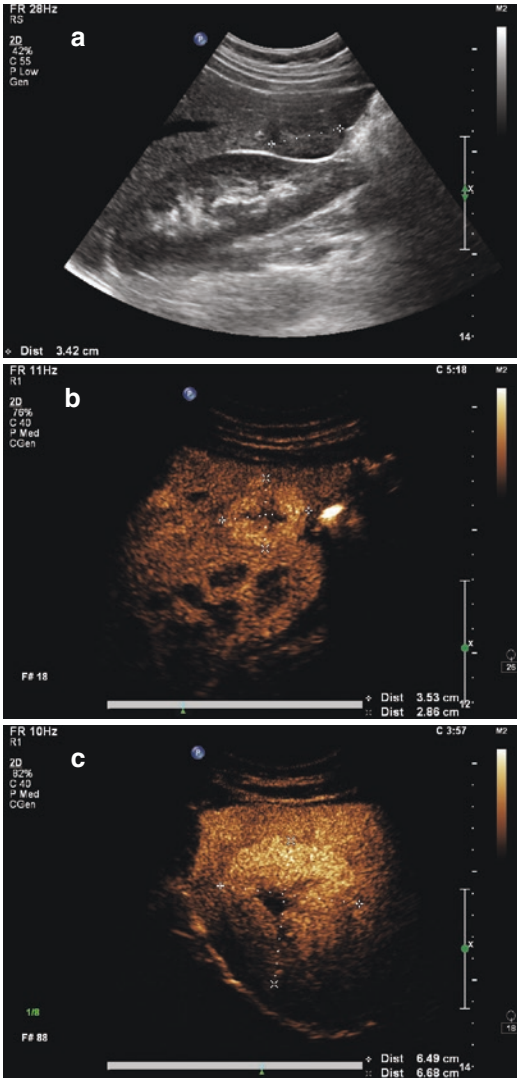 FR 28Hz
RS
M2
a
P
2D
42%
C 55
P Low
Gen
X
14
Dist 3.42 cm
FR 11Hz
R1
C 5:18
M2
b
P
2D
76%
C 40
P Med
CGen
X
F# 18
12
Dist 3.53 cm
Dist 2.86 cm
FR 10Hz
R1
C 3:57
M2
c
P
2D
82%
C 40
P Med
CGen
X
1/8
F# 88
Dist 6.49 cm
14
Dist 6.68 cm